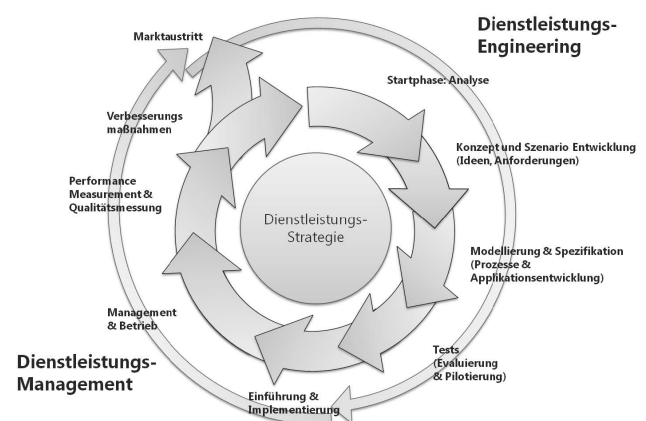 Dienstleistungs-
Engineering
Marktaustritt
Startphase: Analyse
Verbesserungs
maßnahmen
Konzept und Szenario Entwicklung
(Ideen, Anforderungen)
Performance
Measurement &
Qualitätsmessung
Dienstleistungs-
Strategie
Modellierung & Spezifikation
(Prozesse &
Applikationsentwicklung)
Management
& Betrieb
Tests
(Evaluierung
& Pilotierung)
Dienstleistungs-
Management
Einführung &
Implementierung